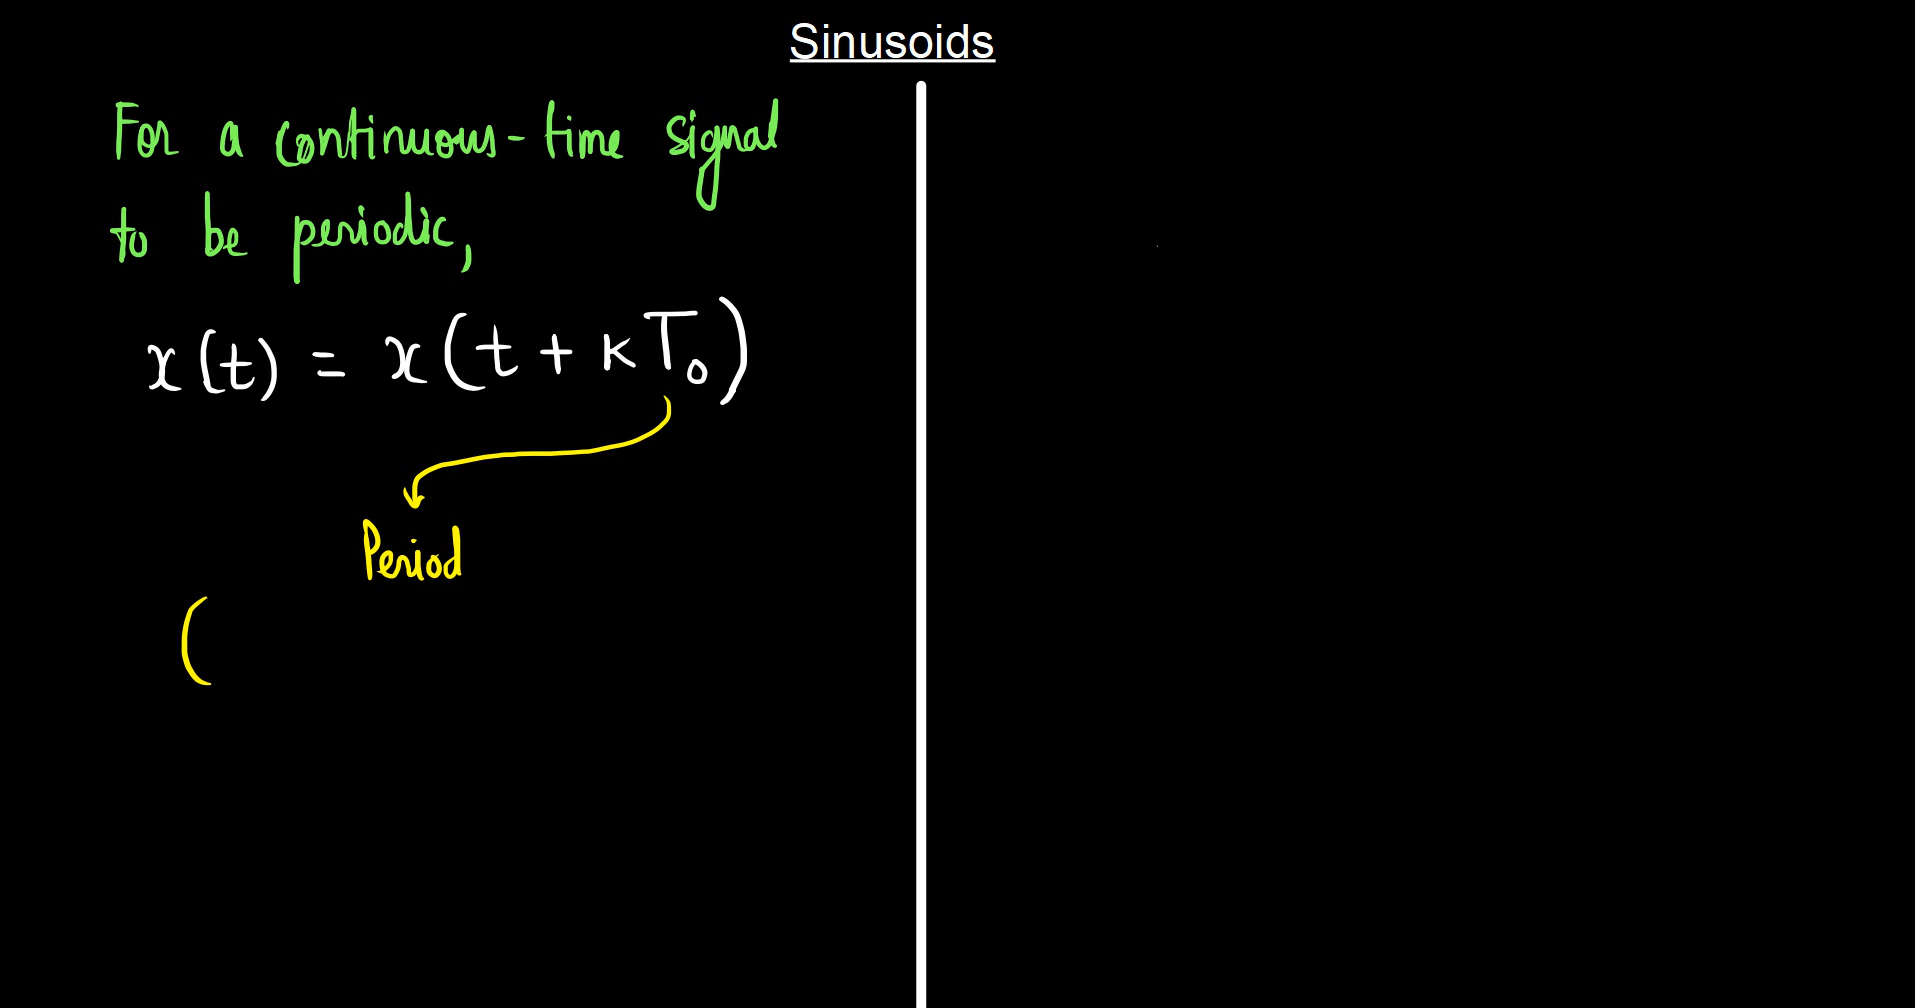 Sinusoids
For a continuous-time signal
to be periodic,
x(t) = x(t + kT₀)
Period
(